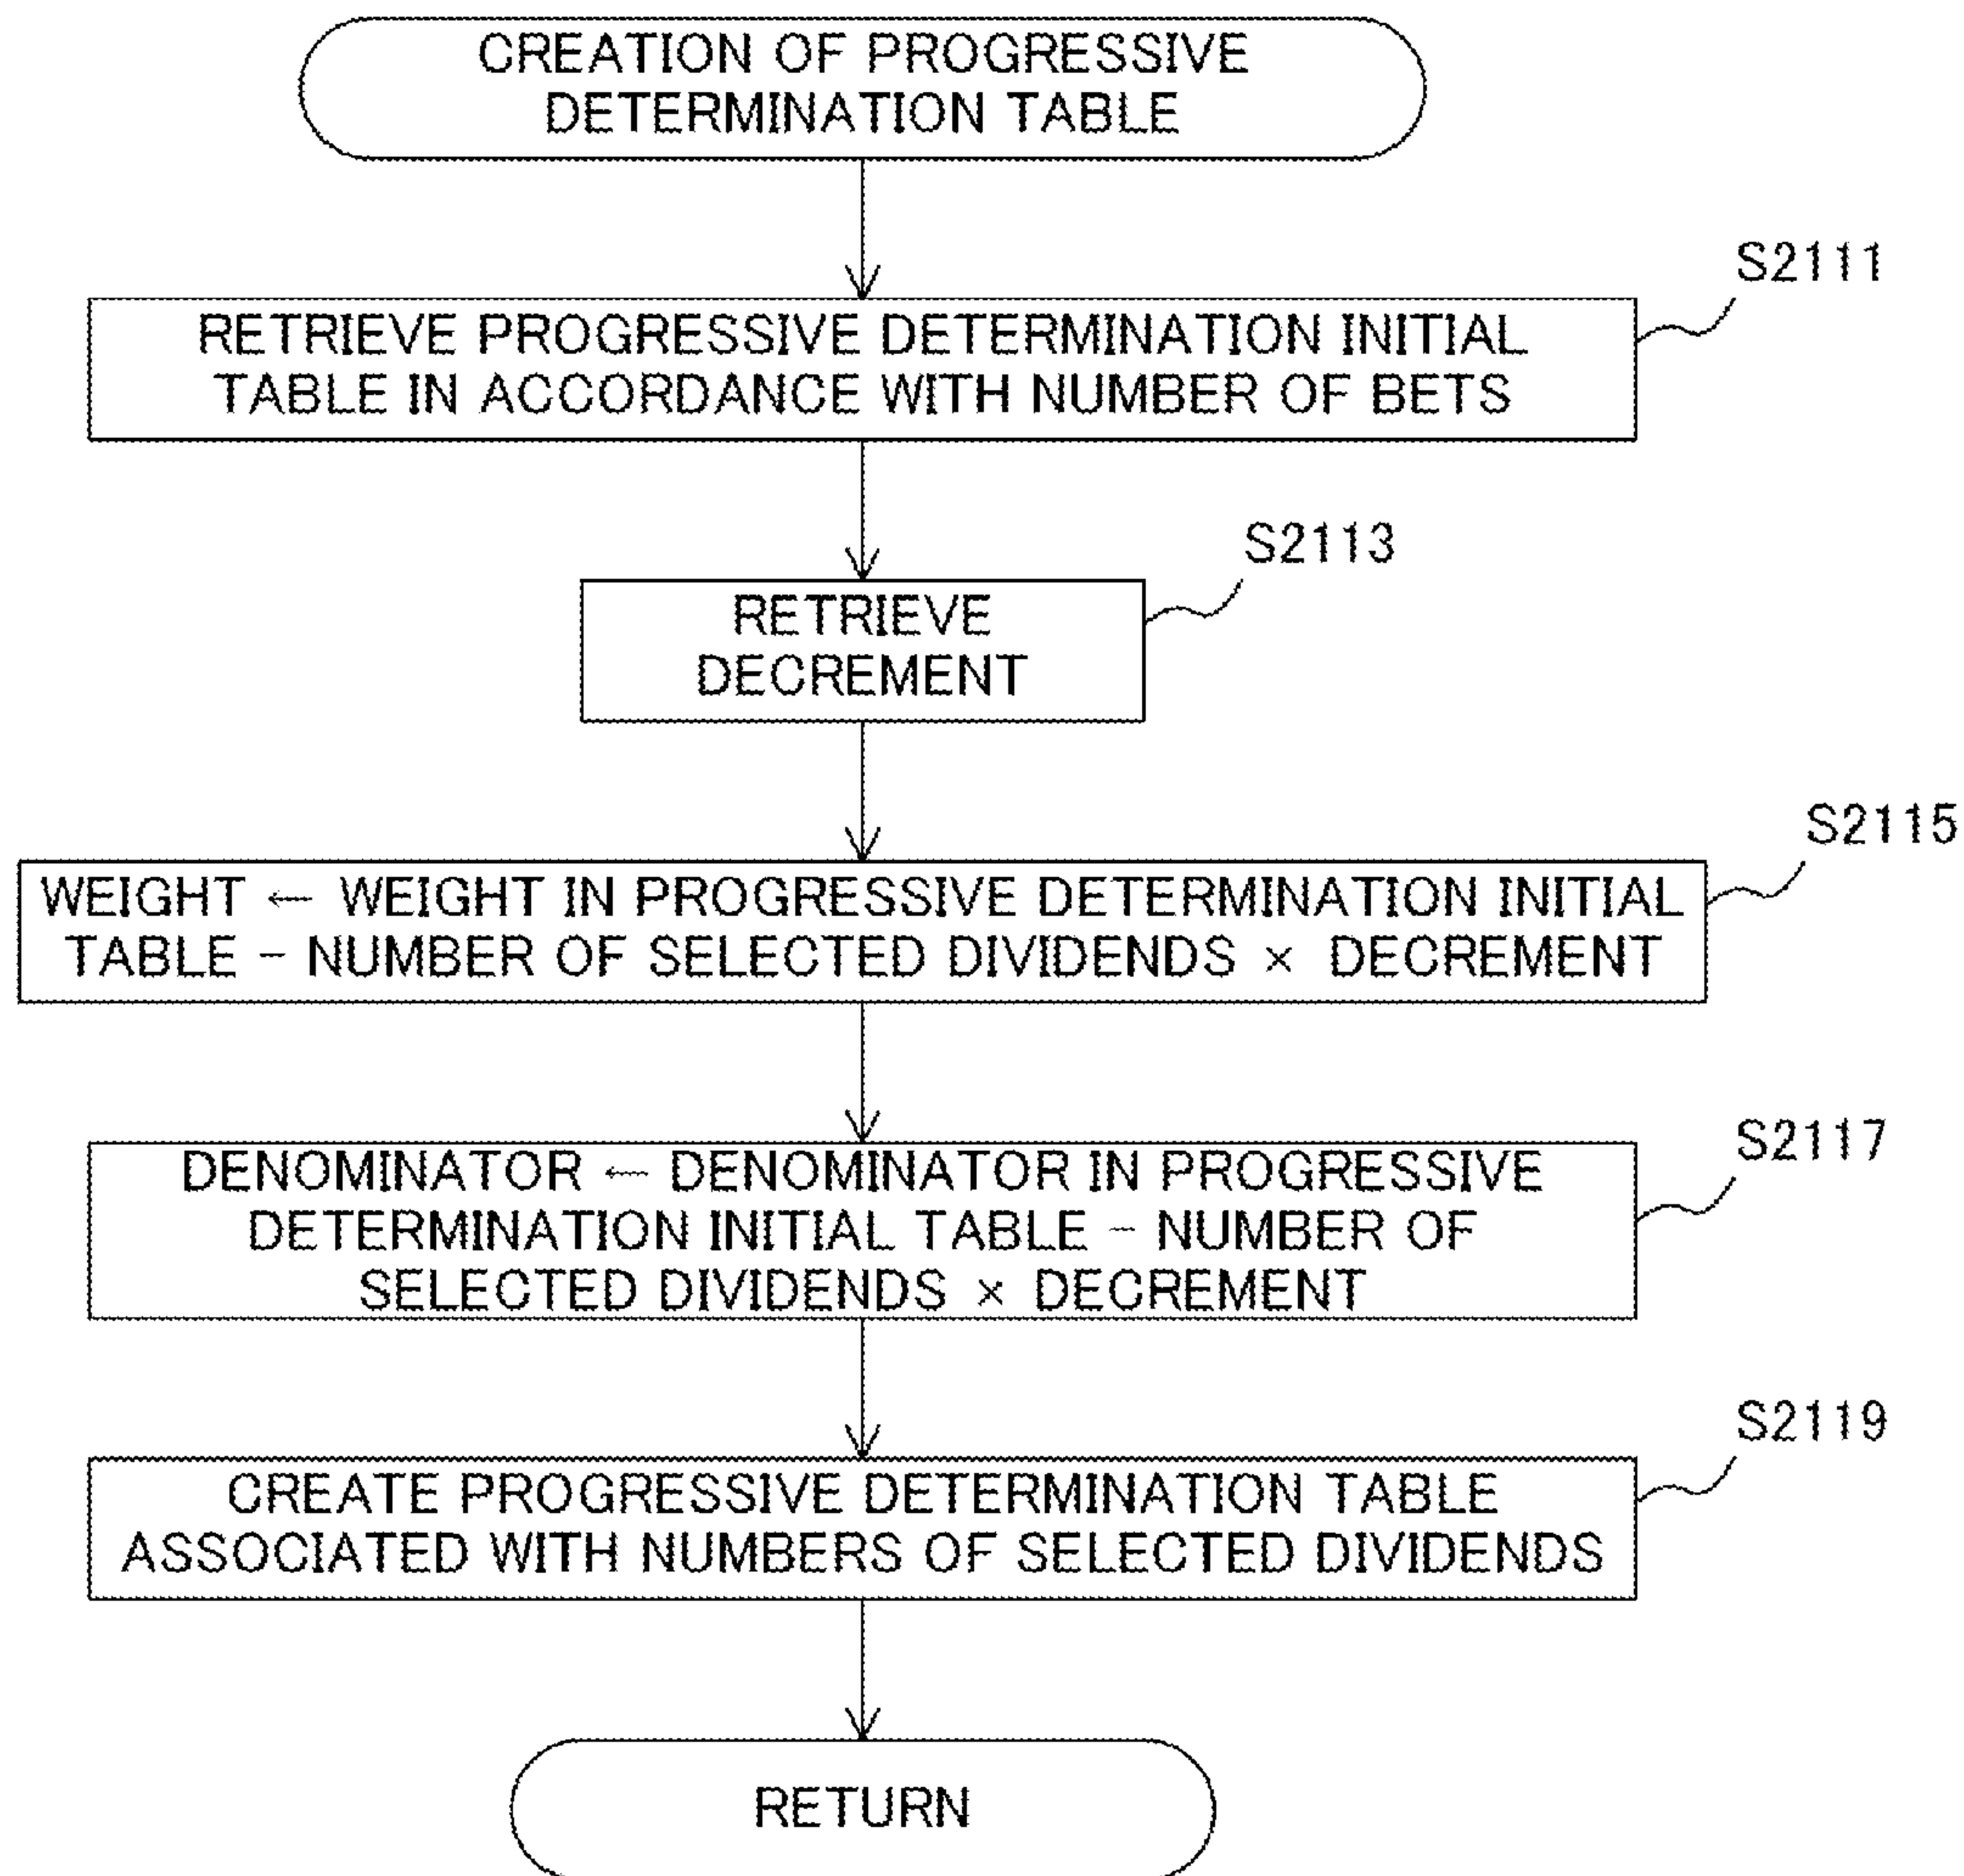 CREATION OF PROGRESSIVE
DETERMINATION TABLE
S2111
RETRIEVE PROGRESSIVE DETERMINATION INITIAL
TABLE IN ACCORDANCE WITH NUMBER OF BETS
S2113
RETRIEVE
DECREMENT
S2115
WEIGHT ← WEIGHT IN PROGRESSIVE DETERMINATION INITIAL
TABLE − NUMBER OF SELECTED DIVIDENDS × DECREMENT
S2117
DENOMINATOR ← DENOMINATOR IN PROGRESSIVE
DETERMINATION INITIAL TABLE − NUMBER OF
SELECTED DIVIDENDS × DECREMENT
S2119
CREATE PROGRESSIVE DETERMINATION TABLE
ASSOCIATED WITH NUMBERS OF SELECTED DIVIDENDS
RETURN